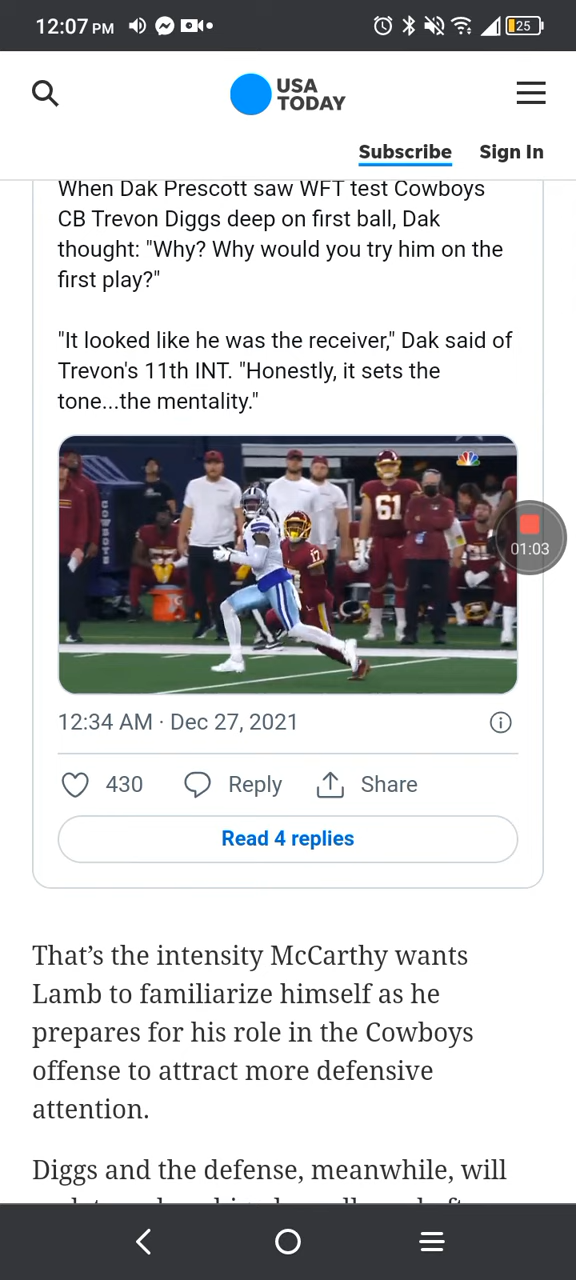 12:07 PM
25
USA
TODAY
Subscribe Sign In
When Dak Prescott saw WFT test Cowboys
CB Trevon Diggs deep on first ball, Dak
thought: "Why? Why would you try him on the
first play?"
"It looked like he was the receiver," Dak said of
Trevon's 11th INT. "Honestly, it sets the
tone...the mentality."
COWBOYS
61
17
01:03
12:34 AM · Dec 27, 2021
430 Reply Share
Read 4 replies
That’s the intensity McCarthy wants
Lamb to familiarize himself as he
prepares for his role in the Cowboys
offense to attract more defensive
attention.
Diggs and the defense, meanwhile, will